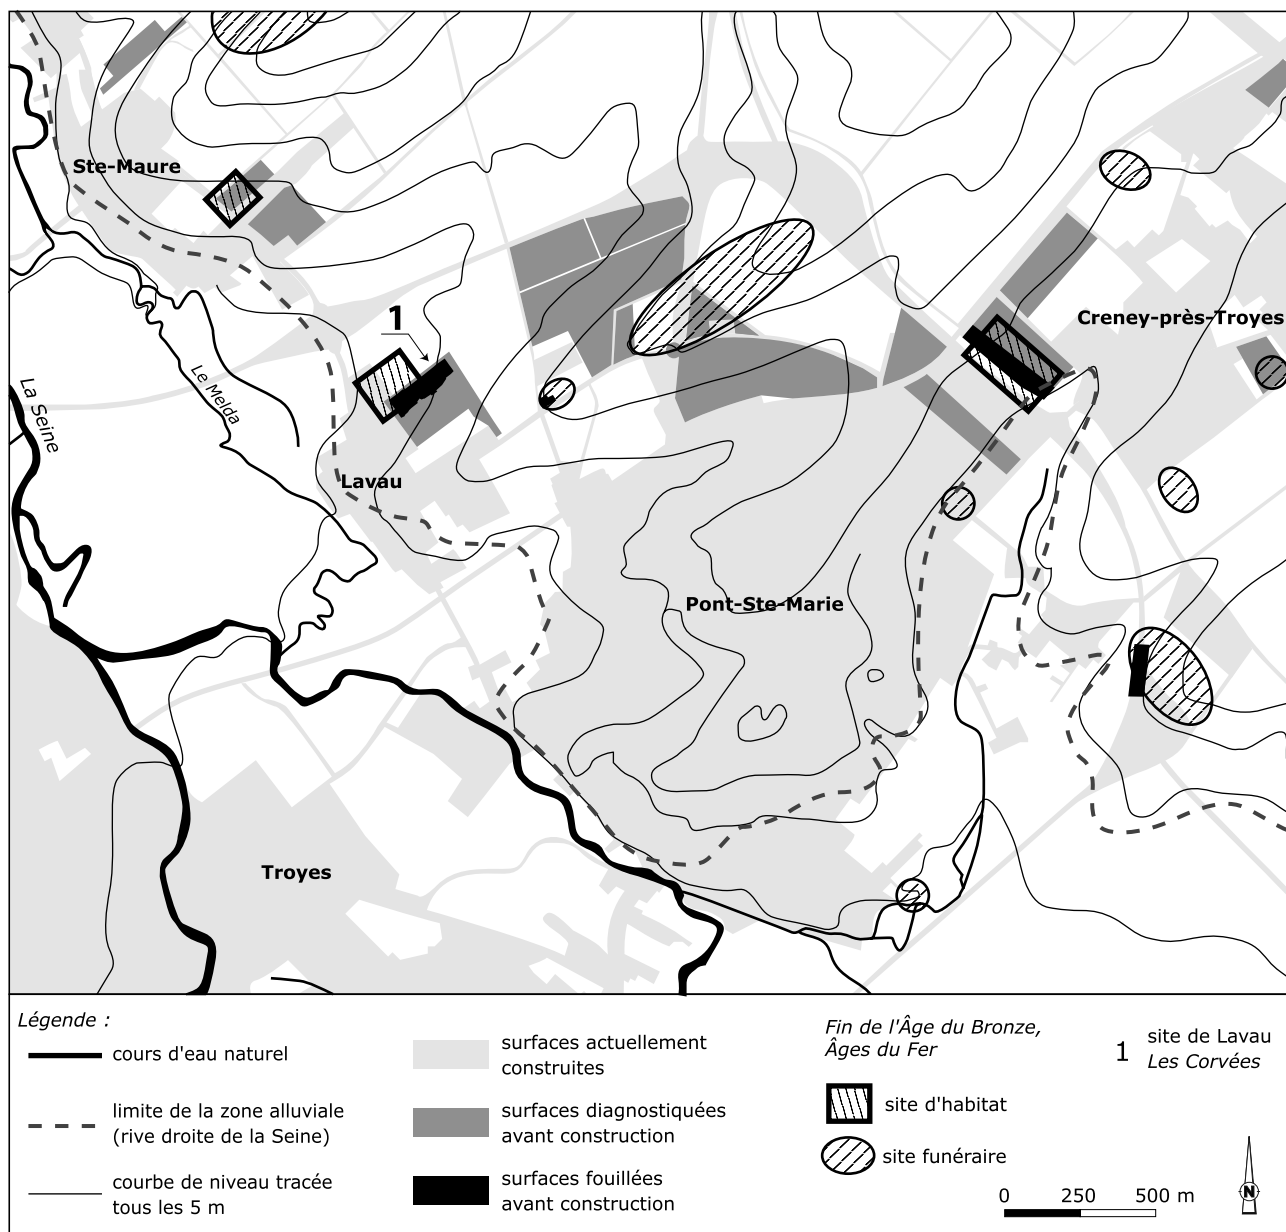 Ste-Maure
1
Creney-près-Troyes
La Seine
Le Melda
Lavau
Pont-Ste-Marie
Troyes
Légende :
cours d'eau naturel
limite de la zone alluviale
(rive droite de la Seine)
courbe de niveau tracée
tous les 5 m
surfaces actuellement
construites
surfaces diagnostiquées
avant construction
surfaces fouillées
avant construction
Fin de l'Âge du Bronze,
Âges du Fer
site d'habitat
site funéraire
1 site de Lavau
Les Corvées
0 250 500 m
N